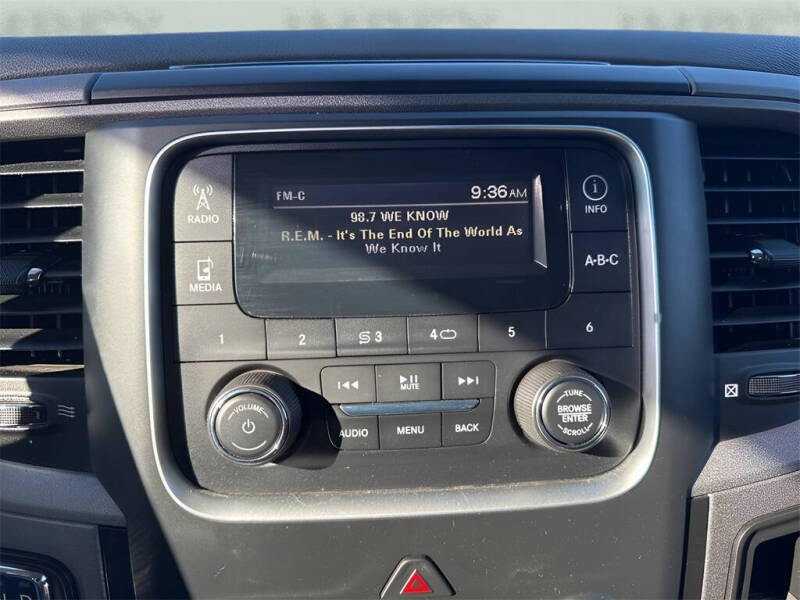 FM-C 9:36AM
98.7 WE KNOW
R.E.M. - It's The End Of The World As
We Know It
RADIO
MEDIA
INFO
A•B•C
1 2 3 4 5 6
VOLUME
MUTE
AUDIO MENU BACK
TUNE
BROWSE
ENTER
SCROLL